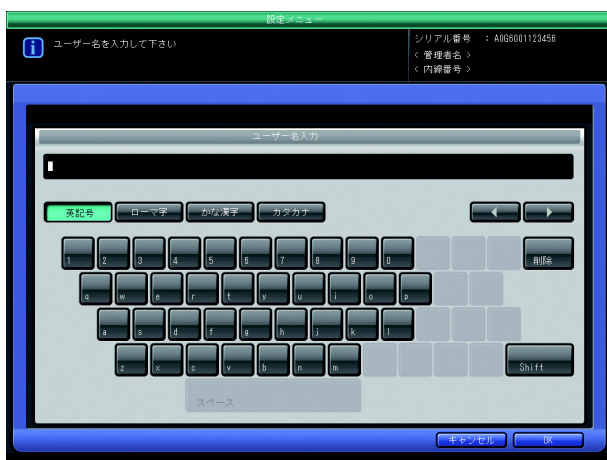 設定メニュー
ユーザー名を入力して下さい
シリアル番号 : A0G6001123456
< 管理者名 >
< 内線番号 >
ユーザー名入力
英記号 ローマ字 かな漢字 カタカナ
1 2 3 4 5 6 7 8 9 0 削除
q w e r t y u i o p
a s d f g h j k l
z x c v b n m Shift
スペース
キャンセル OK